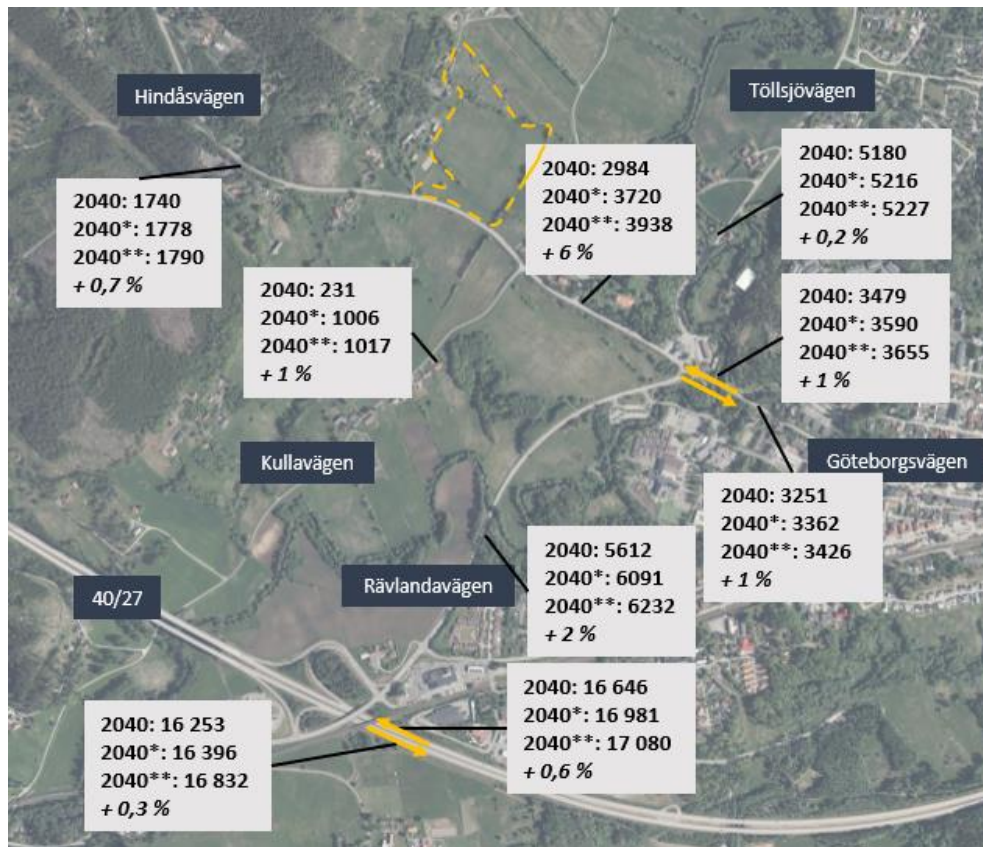 Hindåsvägen
Töllsjövägen
2040: 1740
2040*: 1778
2040**: 1790
+ 0,7 %
2040: 2984
2040*: 3720
2040**: 3938
+ 6 %
2040: 5180
2040*: 5216
2040**: 5227
+ 0,2 %
2040: 231
2040*: 1006
2040**: 1017
+ 1 %
2040: 3479
2040*: 3590
2040**: 3655
+ 1 %
Kullavägen
Göteborgsvägen
2040: 3251
2040*: 3362
2040**: 3426
+ 1 %
40/27
Rävlandavägen
2040: 5612
2040*: 6091
2040**: 6232
+ 2 %
2040: 16 253
2040*: 16 396
2040**: 16 832
+ 0,3 %
2040: 16 646
2040*: 16 981
2040**: 17 080
+ 0,6 %